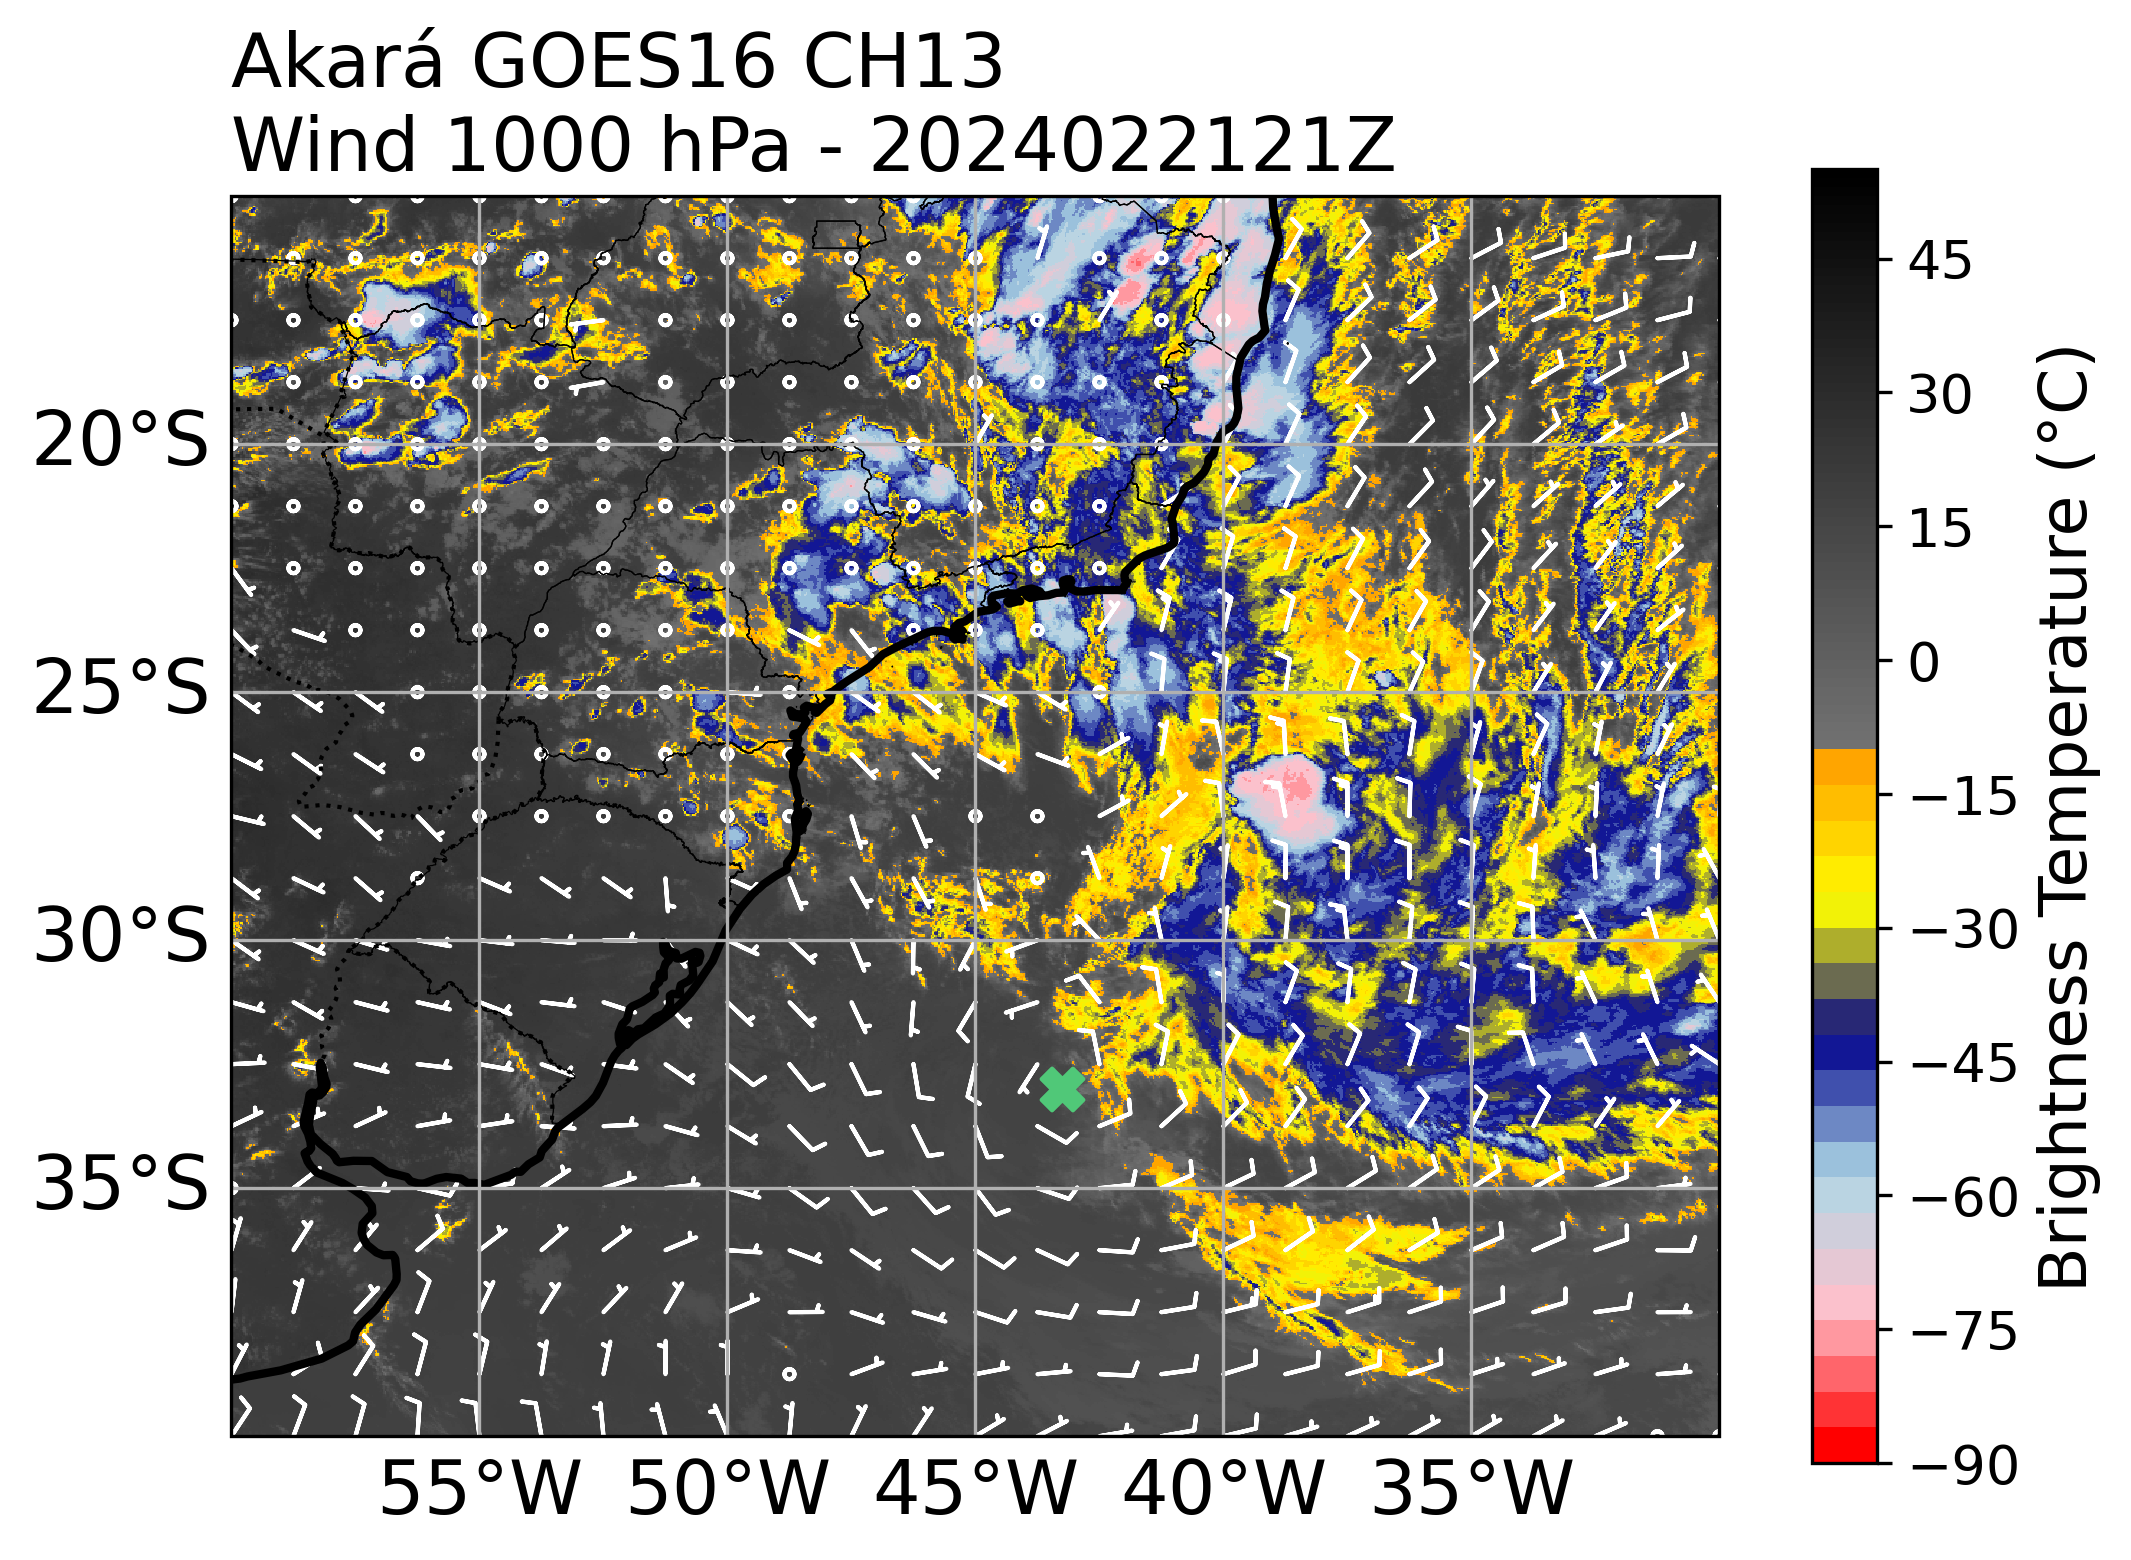 Akará GOES16 CH13
Wind 1000 hPa - 2024022121Z
20°S
25°S
30°S
35°S
55°W
50°W
45°W
40°W
35°W
45
30
15
0
−15
−30
−45
−60
−75
−90
Brightness Temperature (°C)